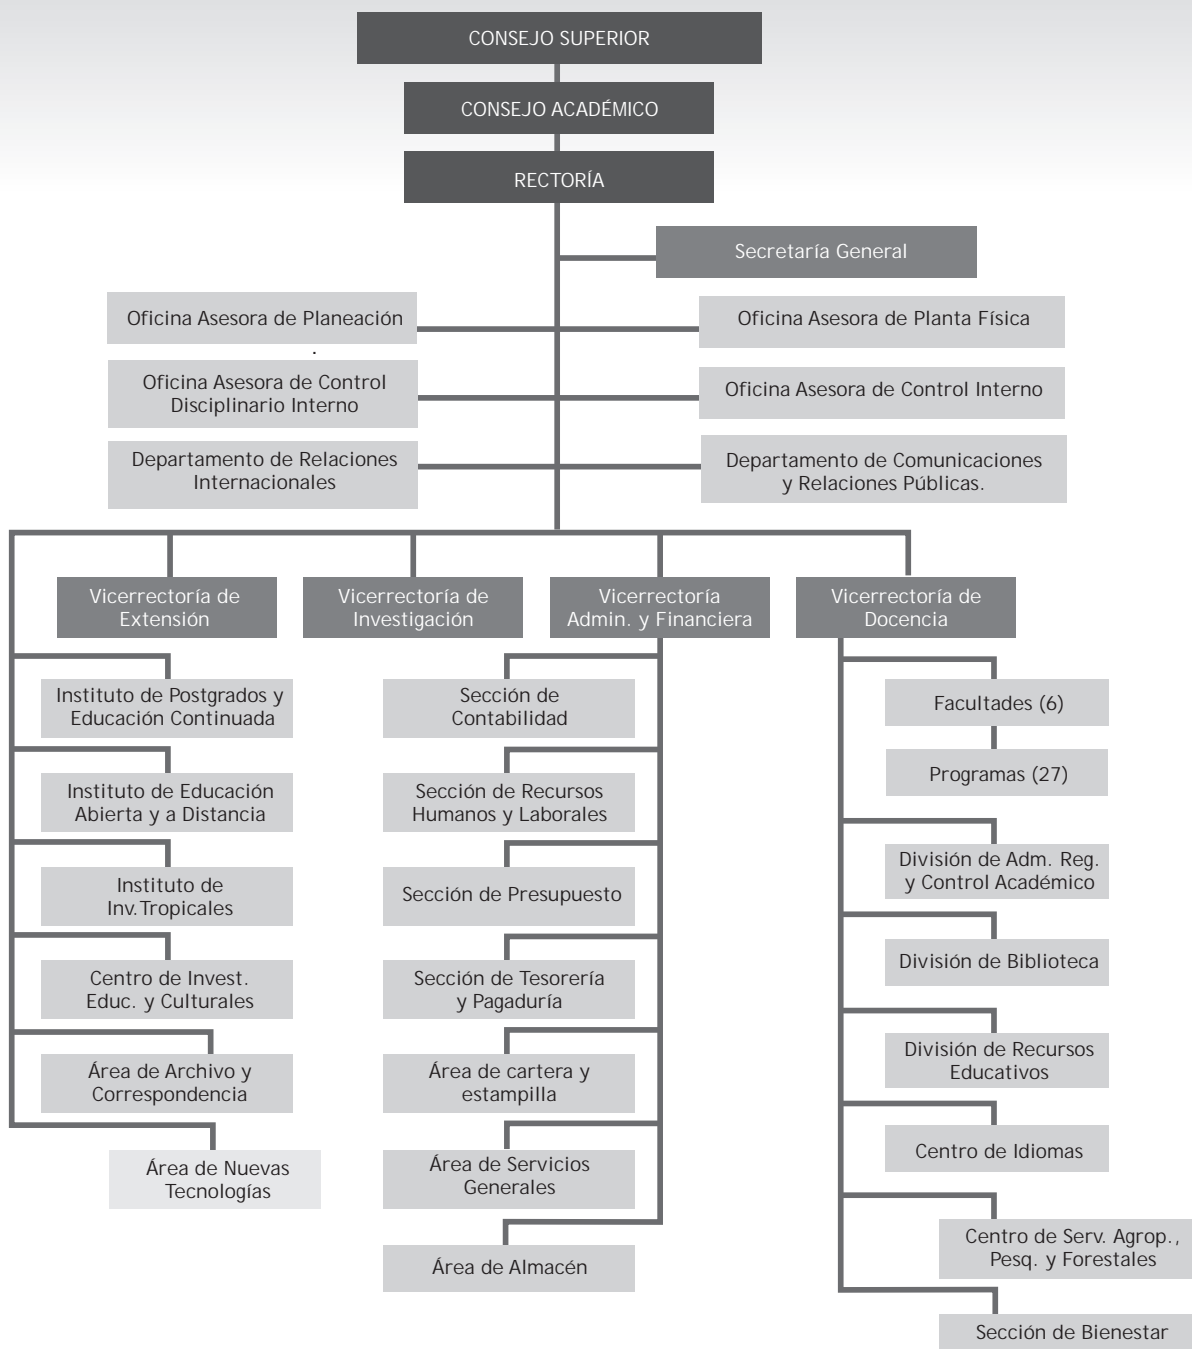 CONSEJO SUPERIOR
CONSEJO ACADÉMICO
RECTORÍA
Secretaría General
Oficina Asesora de Planeación
.
Oficina Asesora de Planta Física
Oficina Asesora de Control
Disciplinario Interno
Oficina Asesora de Control Interno
Departamento de Relaciones
Internacionales
Departamento de Comunicaciones
y Relaciones Públicas.
Vicerrectoría de
Extensión
Vicerrectoría de
Investigación
Vicerrectoría
Admin. y Financiera
Vicerrectoría de
Docencia
Instituto de Postgrados y
Educación Continuada
Instituto de Educación
Abierta y a Distancia
Instituto de
Inv.Tropicales
Centro de Invest.
Educ. y Culturales
Área de Archivo y
Correspondencia
Área de Nuevas
Tecnologías
Sección de
Contabilidad
Sección de Recursos
Humanos y Laborales
Sección de Presupuesto
Sección de Tesorería
y Pagaduría
Área de cartera y
estampilla
Área de Servicios
Generales
Área de Almacén
Facultades (6)
Programas (27)
División de Adm. Reg.
y Control Académico
División de Biblioteca
División de Recursos
Educativos
Centro de Idiomas
Centro de Serv. Agrop.,
Pesq. y Forestales
Sección de Bienestar